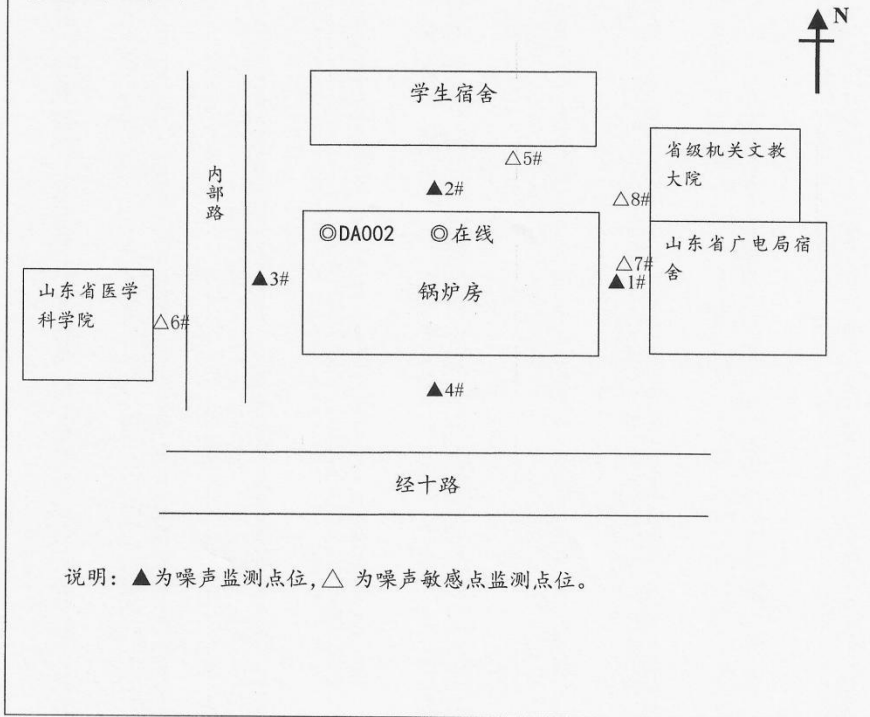 N
学生宿舍
省级机关文教
大院
△5#
内部路
▲2#
△8#
◎DA002 ◎在线
山东省广电局宿
舍
△7#
▲3#
锅炉房
▲1#
山东省医学
科学院
△6#
▲4#
经十路
说明：▲为噪声监测点位，△ 为噪声敏感点监测点位。